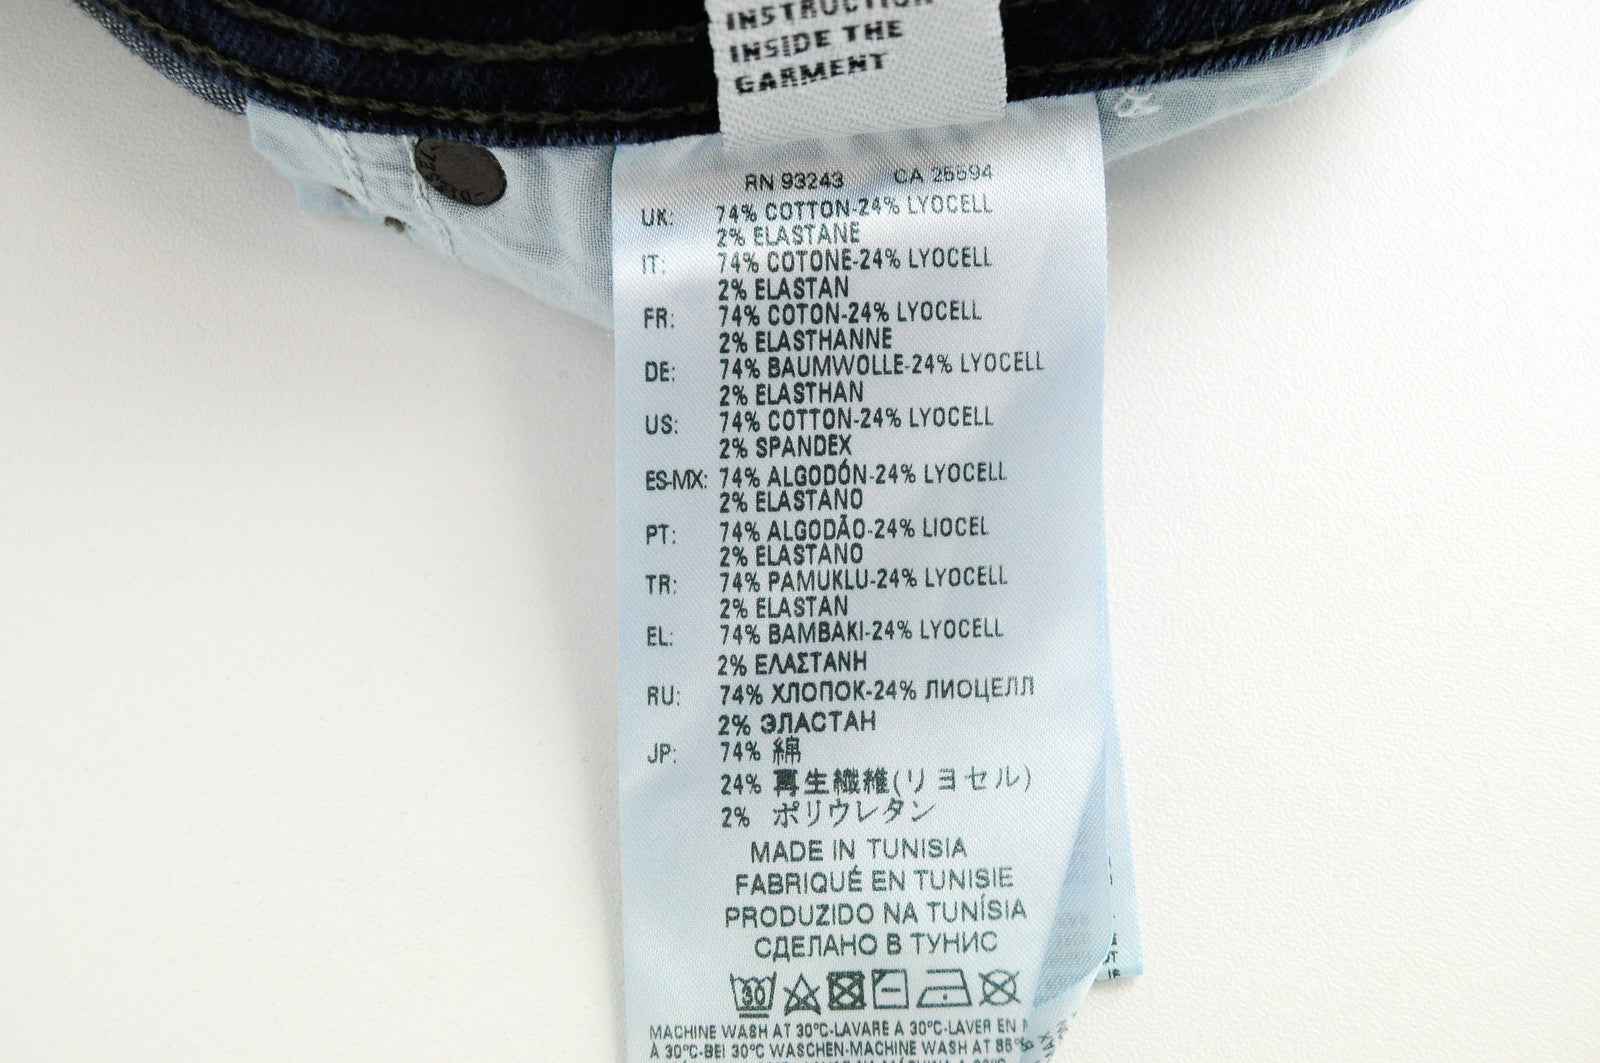 INSTRUCTION
INSIDE THE
GARMENT
RN 93243 CA 25594
UK: 74% COTTON-24% LYOCELL
2% ELASTANE
IT: 74% COTONE-24% LYOCELL
2% ELASTAN
FR: 74% COTON-24% LYOCELL
2% ELASTHANNE
DE: 74% BAUMWOLLE-24% LYOCELL
2% ELASTHAN
US: 74% COTTON-24% LYOCELL
2% SPANDEX
ES-MX: 74% ALGODÓN-24% LYOCELL
2% ELASTANO
PT: 74% ALGODÃO-24% LIOCEL
2% ELASTANO
TR: 74% PAMUKLU-24% LYOCELL
2% ELASTAN
EL: 74% BAMBAKI-24% LYOCELL
2% ΕΛΑΣΤΑΝΗ
RU: 74% ХЛОПОК-24% ЛИОЦЕЛЛ
2% ЭЛАСТАН
JP: 74% 綿
24% 再生繊維(リヨセル)
2% ポリウレタン
MADE IN TUNISIA
FABRIQUÉ EN TUNISIE
PRODUZIDO NA TUNÍSIA
СДЕЛАНО В ТУНИС
30
MACHINE WASH AT 30°C-LAVARE A 30°C-LAVER EN
A 30°C-BEI 30°C WASCHEN-MACHINE WASH AT 86°